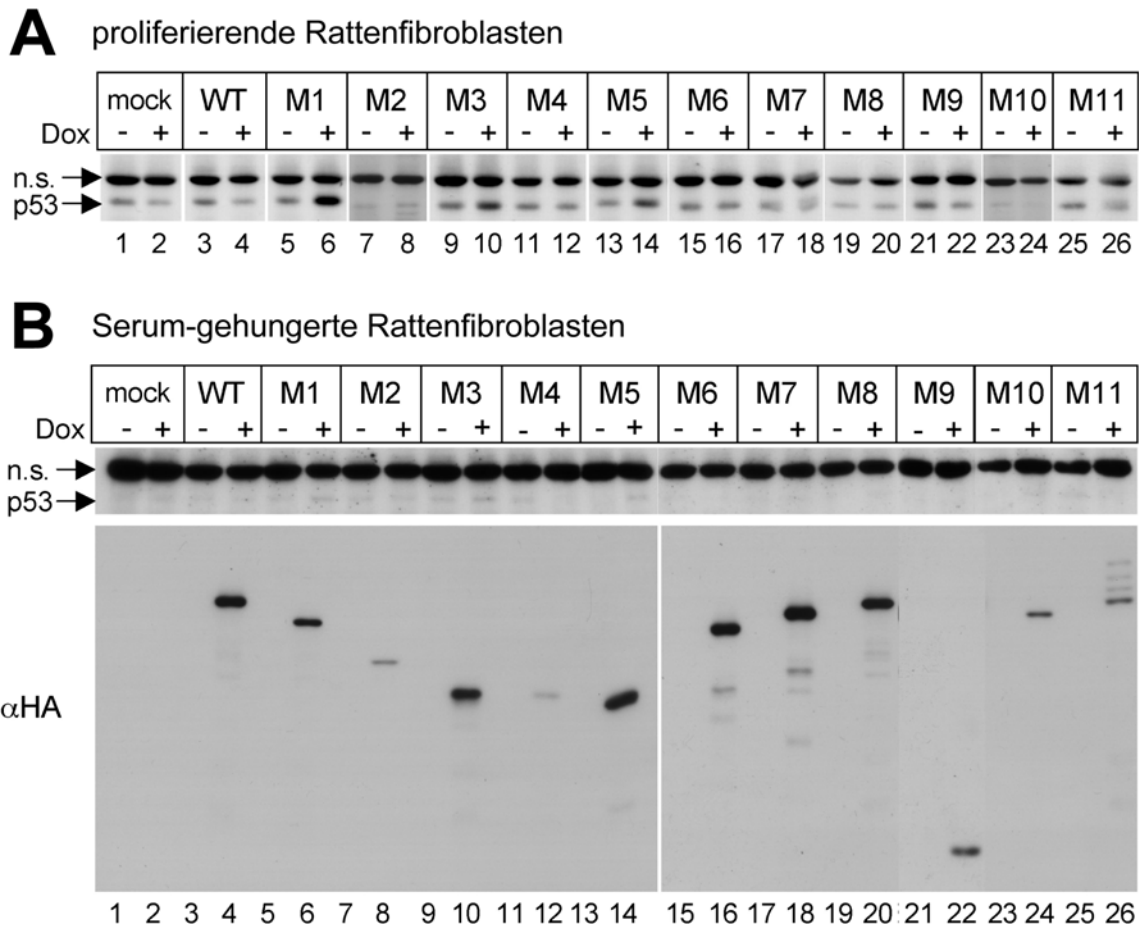 A proliferierende Rattenfibroblasten
mock WT M1 M2 M3 M4 M5 M6 M7 M8 M9 M10 M11
Dox - + - + - + - + - + - + - + - + - + - + - + - + - +
n.s.
p53
1 2 3 4 5 6 7 8 9 10 11 12 13 14 15 16 17 18 19 20 21 22 23 24 25 26
B Serum-gehungerte Rattenfibroblasten
mock WT M1 M2 M3 M4 M5 M6 M7 M8 M9 M10 M11
Dox - + - + - + - + - + - + - + - + - + - + - + - + - +
n.s.
p53
αHA
1 2 3 4 5 6 7 8 9 10 11 12 13 14 15 16 17 18 19 20 21 22 23 24 25 26